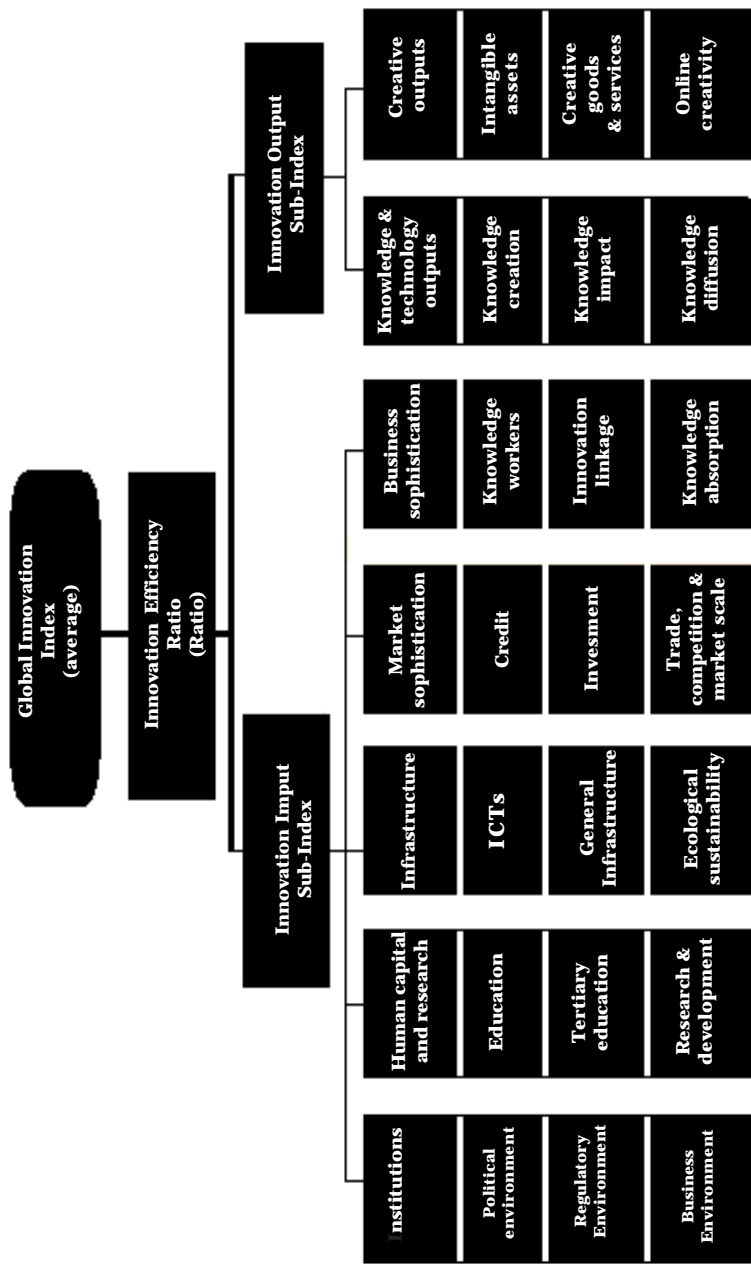 Global Innovation
Index
(average)
Innovation Efficiency
Ratio
(Ratio)
Innovation Imput
Sub-Index
Innovation Output
Sub-Index
Institutions
Political
environment
Regulatory
Environment
Business
Environment
Human capital
and research
Education
Tertiary
education
Research &
development
Infrastructure
ICTs
General
Infrastructure
Ecological
sustainability
Market
sophistication
Credit
Invesment
Trade,
competition &
market scale
Business
sophistication
Knowledge
workers
Innovation
linkage
Knowledge
absorption
Knowledge &
technology
outputs
Knowledge
creation
Knowledge
impact
Knowledge
diffusion
Creative
outputs
Intangible
assets
Creative
goods
& services
Online
creativity